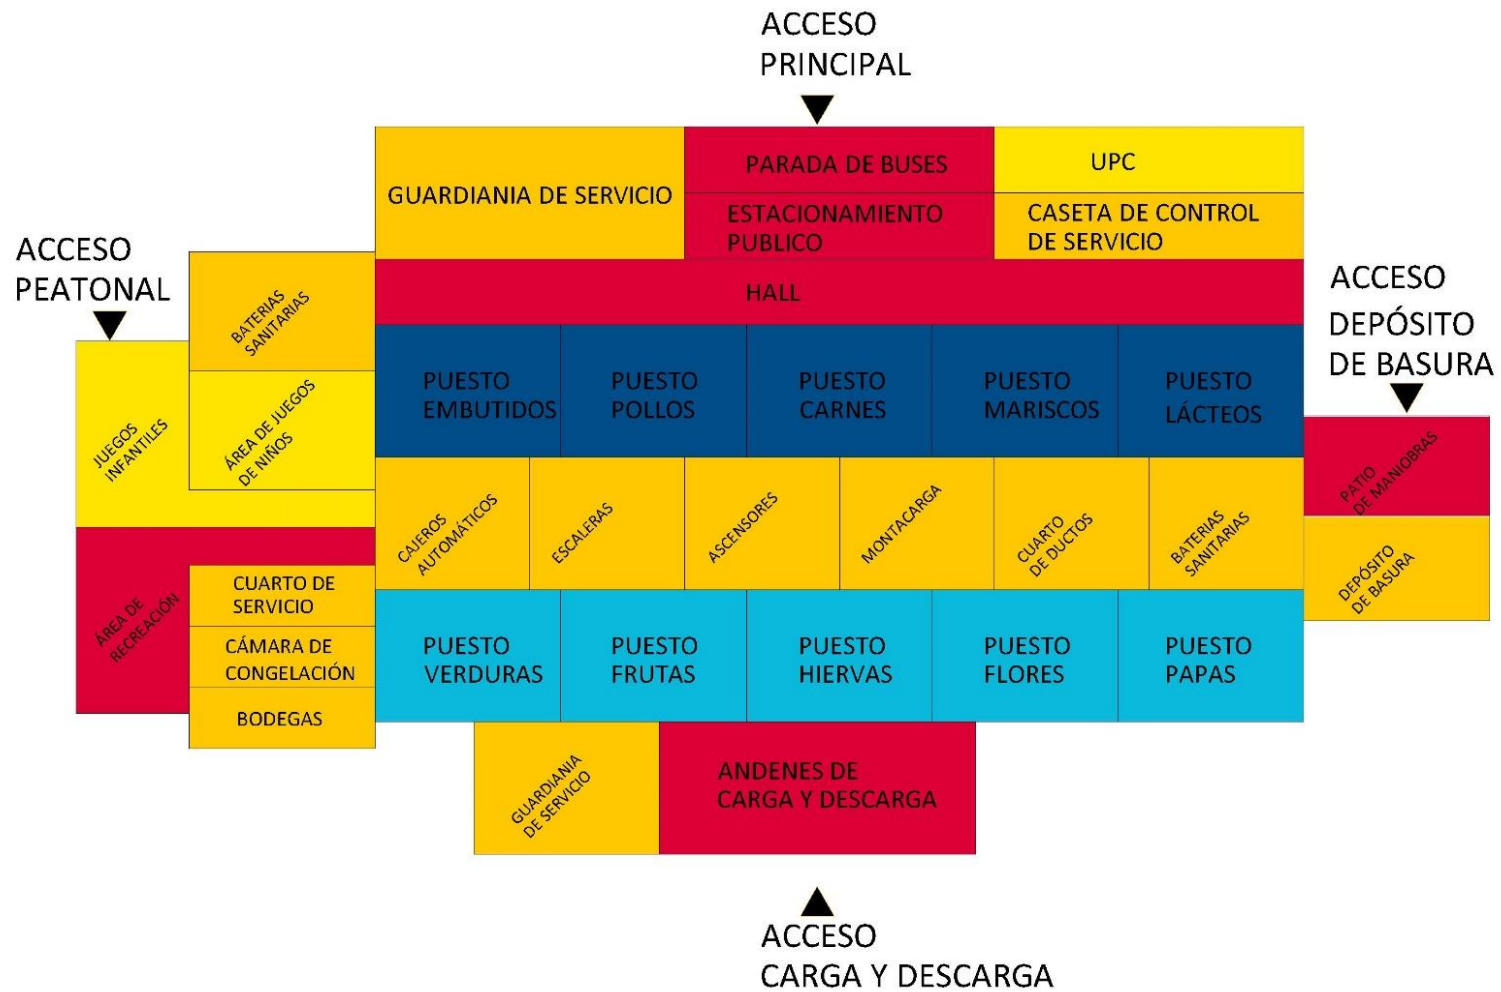 ACCESO
PRINCIPAL
GUARDIANIA DE SERVICIO
PARADA DE BUSES
UPC
ESTACIONAMIENTO
PUBLICO
CASETA DE CONTROL
DE SERVICIO
ACCESO
PEATONAL
BATERIAS
SANITARIAS
HALL
ACCESO
DEPÓSITO
DE BASURA
JUEGOS
INFANTILES
ÁREA DE JUEGOS
DE NIÑOS
PUESTO
EMBUTIDOS
PUESTO
POLLOS
PUESTO
CARNES
PUESTO
MARISCOS
PUESTO
LÁCTEOS
PATIO
DE MANIOBRAS
CAJEROS
AUTOMÁTICOS
ESCALERAS
ASCENSORES
MONTACARGA
CUARTO
DE DUCTOS
BATERIAS
SANITARIAS
DEPÓSITO
DE BASURA
ÁREA DE
RECREACIÓN
CUARTO DE
SERVICIO
CÁMARA DE
CONGELACIÓN
BODEGAS
PUESTO
VERDURAS
PUESTO
FRUTAS
PUESTO
HIERVAS
PUESTO
FLORES
PUESTO
PAPAS
GUARDIANIA
DE SERVICIO
ANDENES DE
CARGA Y DESCARGA
ACCESO
CARGA Y DESCARGA